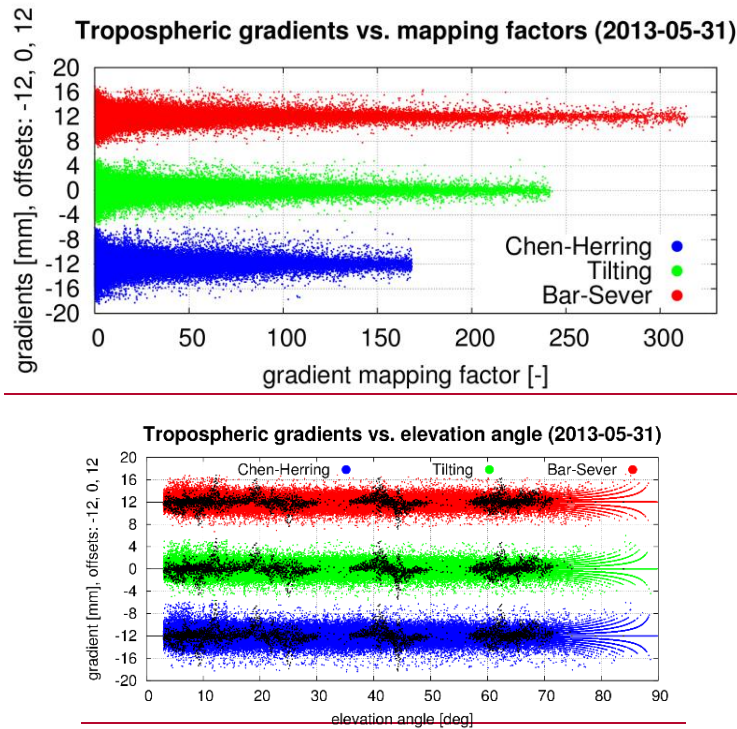 Tropospheric gradients vs. mapping factors (2013-05-31)
gradients [mm], offsets: -12, 0, 12
20
16
12
8
4
0
-4
-8
-12
-16
-20
Chen-Herring
Tilting
Bar-Sever
0 50 100 150 200 250 300
gradient mapping factor [-]
Tropospheric gradients vs. elevation angle (2013-05-31)
gradient [mm], offsets: -12, 0, 12
20
16
12
8
4
0
-4
-8
-12
-16
-20
Chen-Herring Tilting Bar-Sever
0 10 20 30 40 50 60 70 80 90
elevation angle [deg]